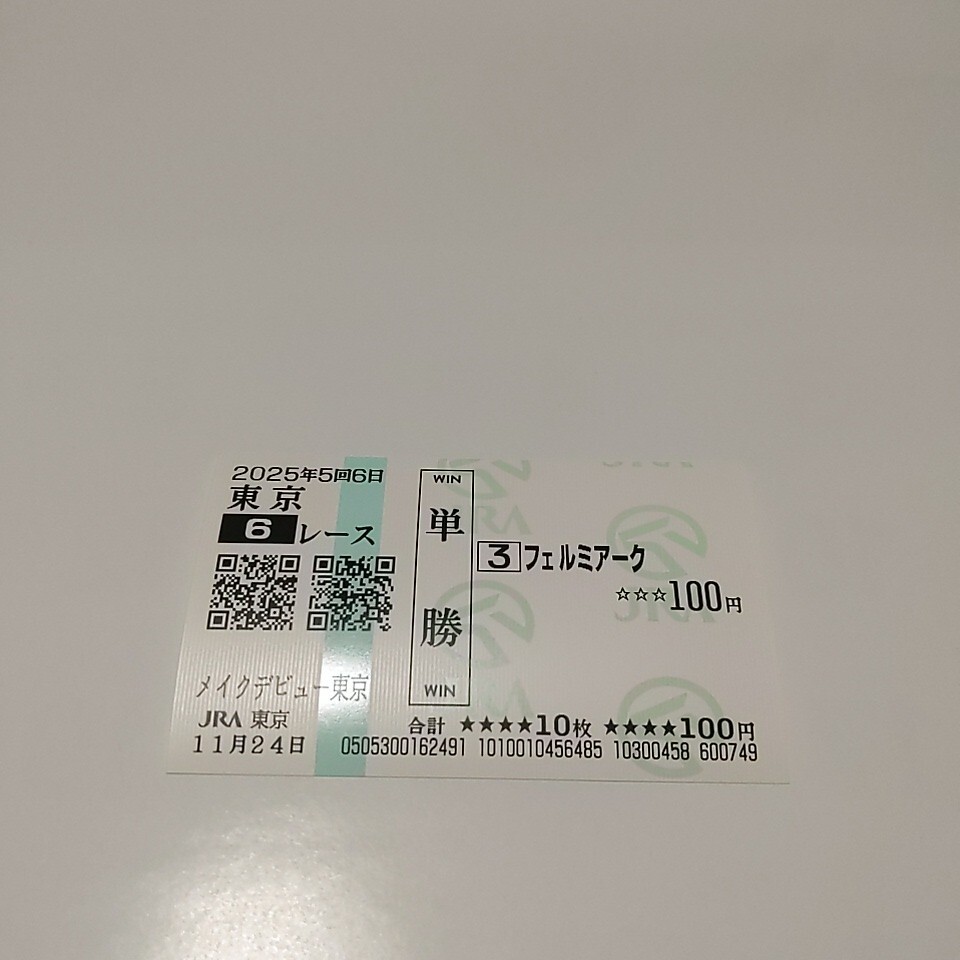 2025年5回6日
東京
6レース
メイクデビュー東京
JRA 東京
11月24日
WIN
単勝
WIN
3 フェルミアーク
☆☆☆100円
合計 ★★★★10枚 ★★★★100円
0505300162491 1010010456485 10300458 600749
JRA
JRA